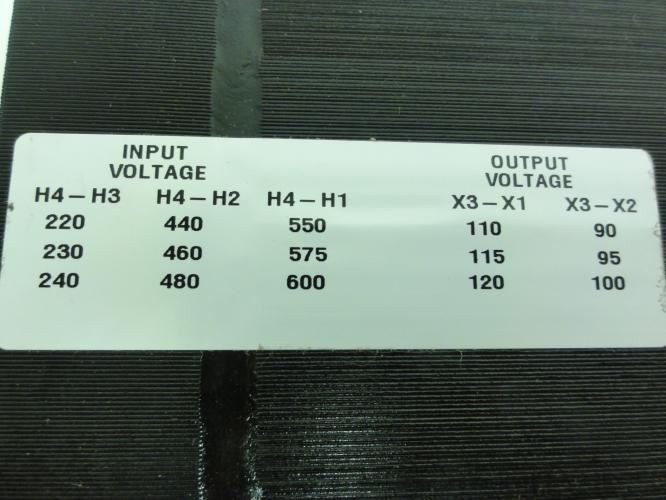 INPUT VOLTAGE OUTPUT VOLTAGE
H4-H3 H4-H2 H4-H1 X3-X1 X3-X2
220 440 550 110 90
230 460 575 115 95
240 480 600 120 100